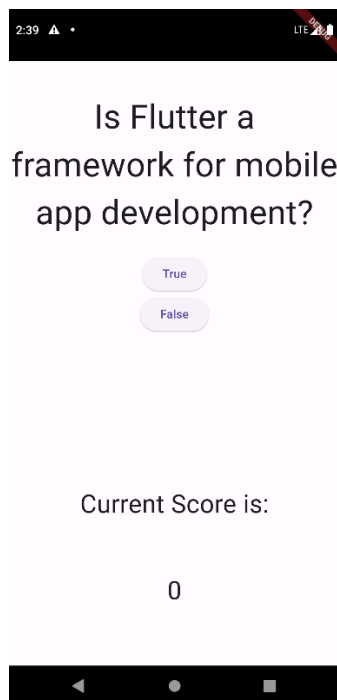 2:39
LTE
DEBUG
Is Flutter a
framework for mobile
app development?
True
False
Current Score is:
0